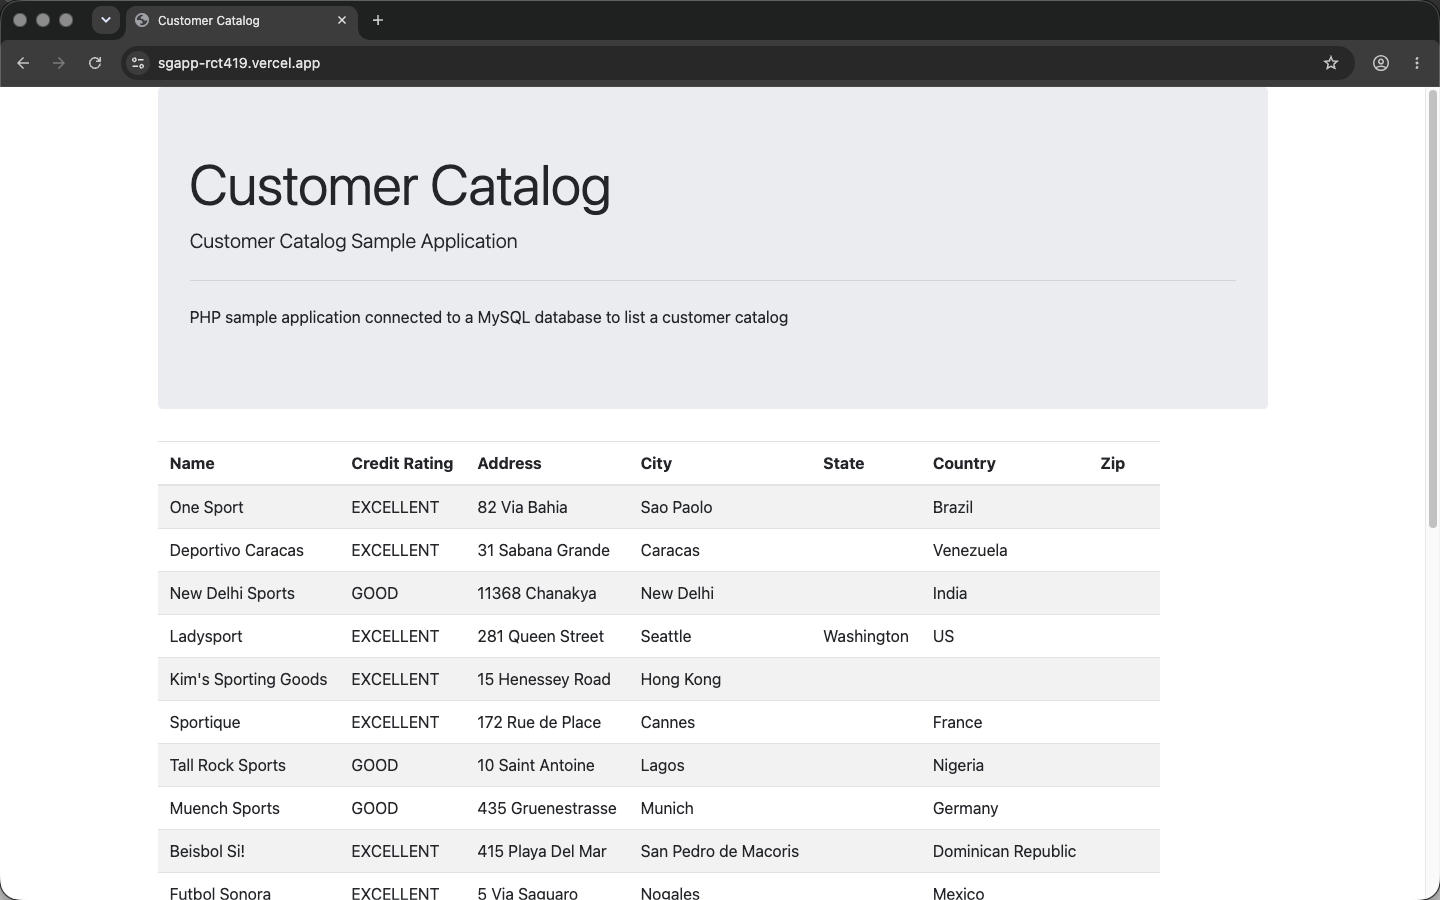 Customer Catalog
sgapp-rct419.vercel.app
Customer Catalog
Customer Catalog Sample Application
PHP sample application connected to a MySQL database to list a customer catalog
Name Credit Rating Address City State Country Zip
One Sport EXCELLENT 82 Via Bahia Sao Paolo Brazil
Deportivo Caracas EXCELLENT 31 Sabana Grande Caracas Venezuela
New Delhi Sports GOOD 11368 Chanakya New Delhi India
Ladysport EXCELLENT 281 Queen Street Seattle Washington US
Kim's Sporting Goods EXCELLENT 15 Henessey Road Hong Kong
Sportique EXCELLENT 172 Rue de Place Cannes France
Tall Rock Sports GOOD 10 Saint Antoine Lagos Nigeria
Muench Sports GOOD 435 Gruenestrasse Munich Germany
Beisbol Si! EXCELLENT 415 Playa Del Mar San Pedro de Macoris Dominican Republic
Futbol Sonora EXCELLENT 5 Via Saguaro Nogales Mexico